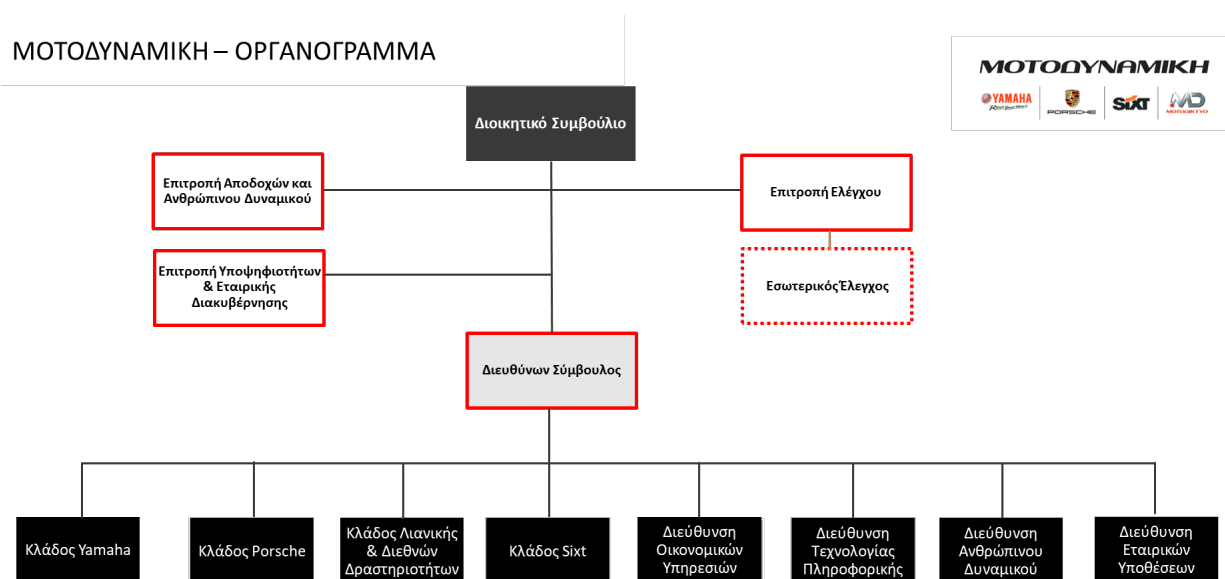 ΜΟΤΟΔΥΝΑΜΙΚΗ – ΟΡΓΑΝΟΓΡΑΜΜΑ
ΜΟΤΟΔΥΝΑΜΙΚΗ
YAMAHA
PORSCHE
SIXT
MD
ΜΟΤΟΔΙΚΤΥΟ
Διοικητικό Συμβούλιο
Επιτροπή Αποδοχών και
Ανθρώπινου Δυναμικού
Επιτροπή Ελέγχου
Επιτροπή Υποψηφιοτήτων
& Εταιρικής
Διακυβέρνησης
Εσωτερικός Έλεγχος
Διευθύνων Σύμβουλος
Κλάδος Yamaha
Κλάδος Porsche
Κλάδος Λιανικής
& Διεθνών
Δραστηριοτήτων
Κλάδος Sixt
Διεύθυνση
Οικονομικών
Υπηρεσιών
Διεύθυνση
Τεχνολογίας
Πληροφορικής
Διεύθυνση
Ανθρώπινου
Δυναμικού
Διεύθυνση
Εταιρικών
Υποθέσεων